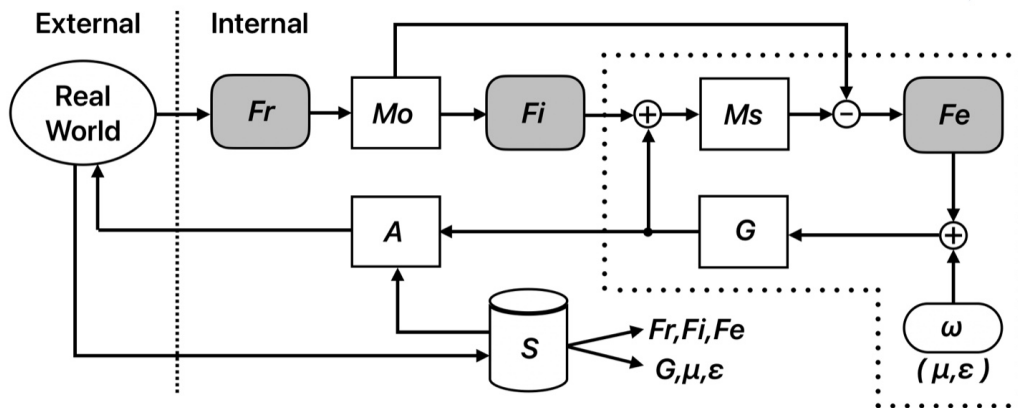 External
Internal
Real
World
Fr
Mo
Fi
+
Ms
−
Fe
A
G
+
S
Fr,Fi,Fe
G,μ,ε
ω
(μ,ε)